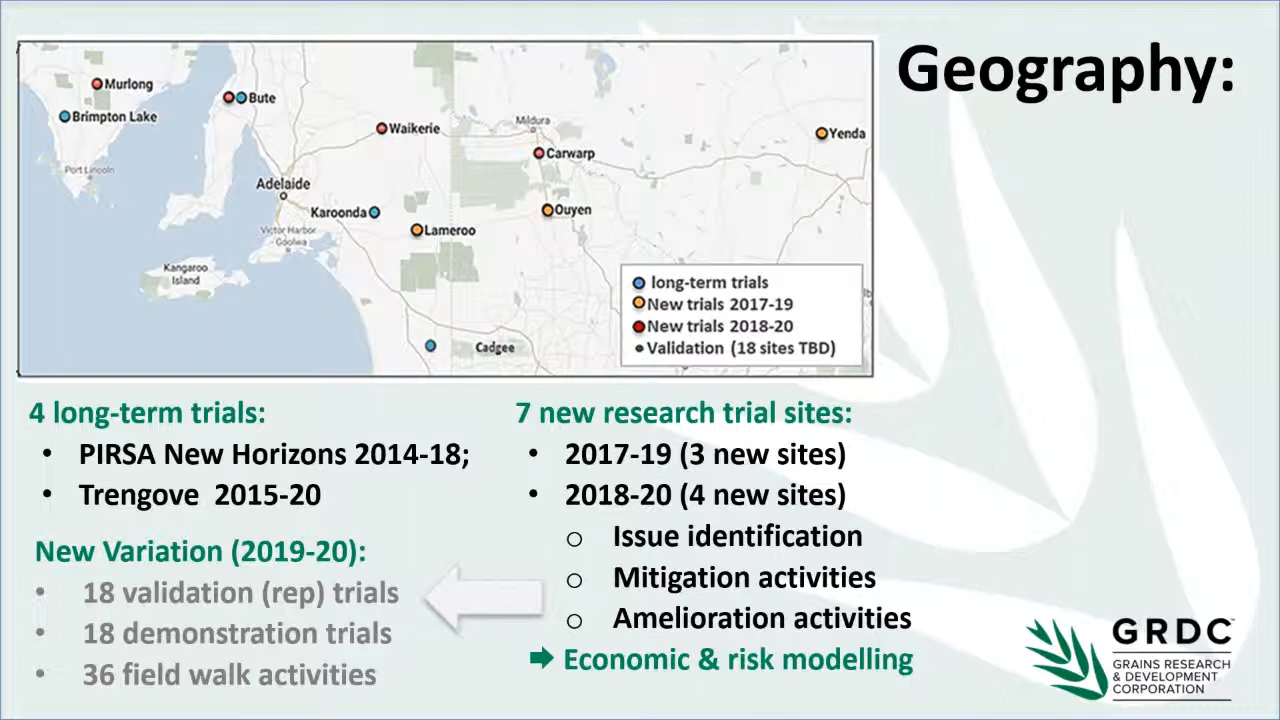 Geography:
Murlong
Bute
Brimpton Lake
Waikerie
Mildura
Yenda
Carwarp
Port Lincoln
Adelaide
Karoonda
Ouyen
Lameroo
Victor Harbor
Goolwa
Kangaroo
Island
Cadgee
long-term trials
New trials 2017-19
New trials 2018-20
Validation (18 sites TBD)
4 long-term trials:
• PIRSA New Horizons 2014-18;
• Trengove 2015-20
New Variation (2019-20):
• 18 validation (rep) trials
• 18 demonstration trials
• 36 field walk activities
7 new research trial sites:
• 2017-19 (3 new sites)
• 2018-20 (4 new sites)
o Issue identification
o Mitigation activities
o Amelioration activities
Economic & risk modelling
GRDC™
GRAINS RESEARCH
& DEVELOPMENT
CORPORATION